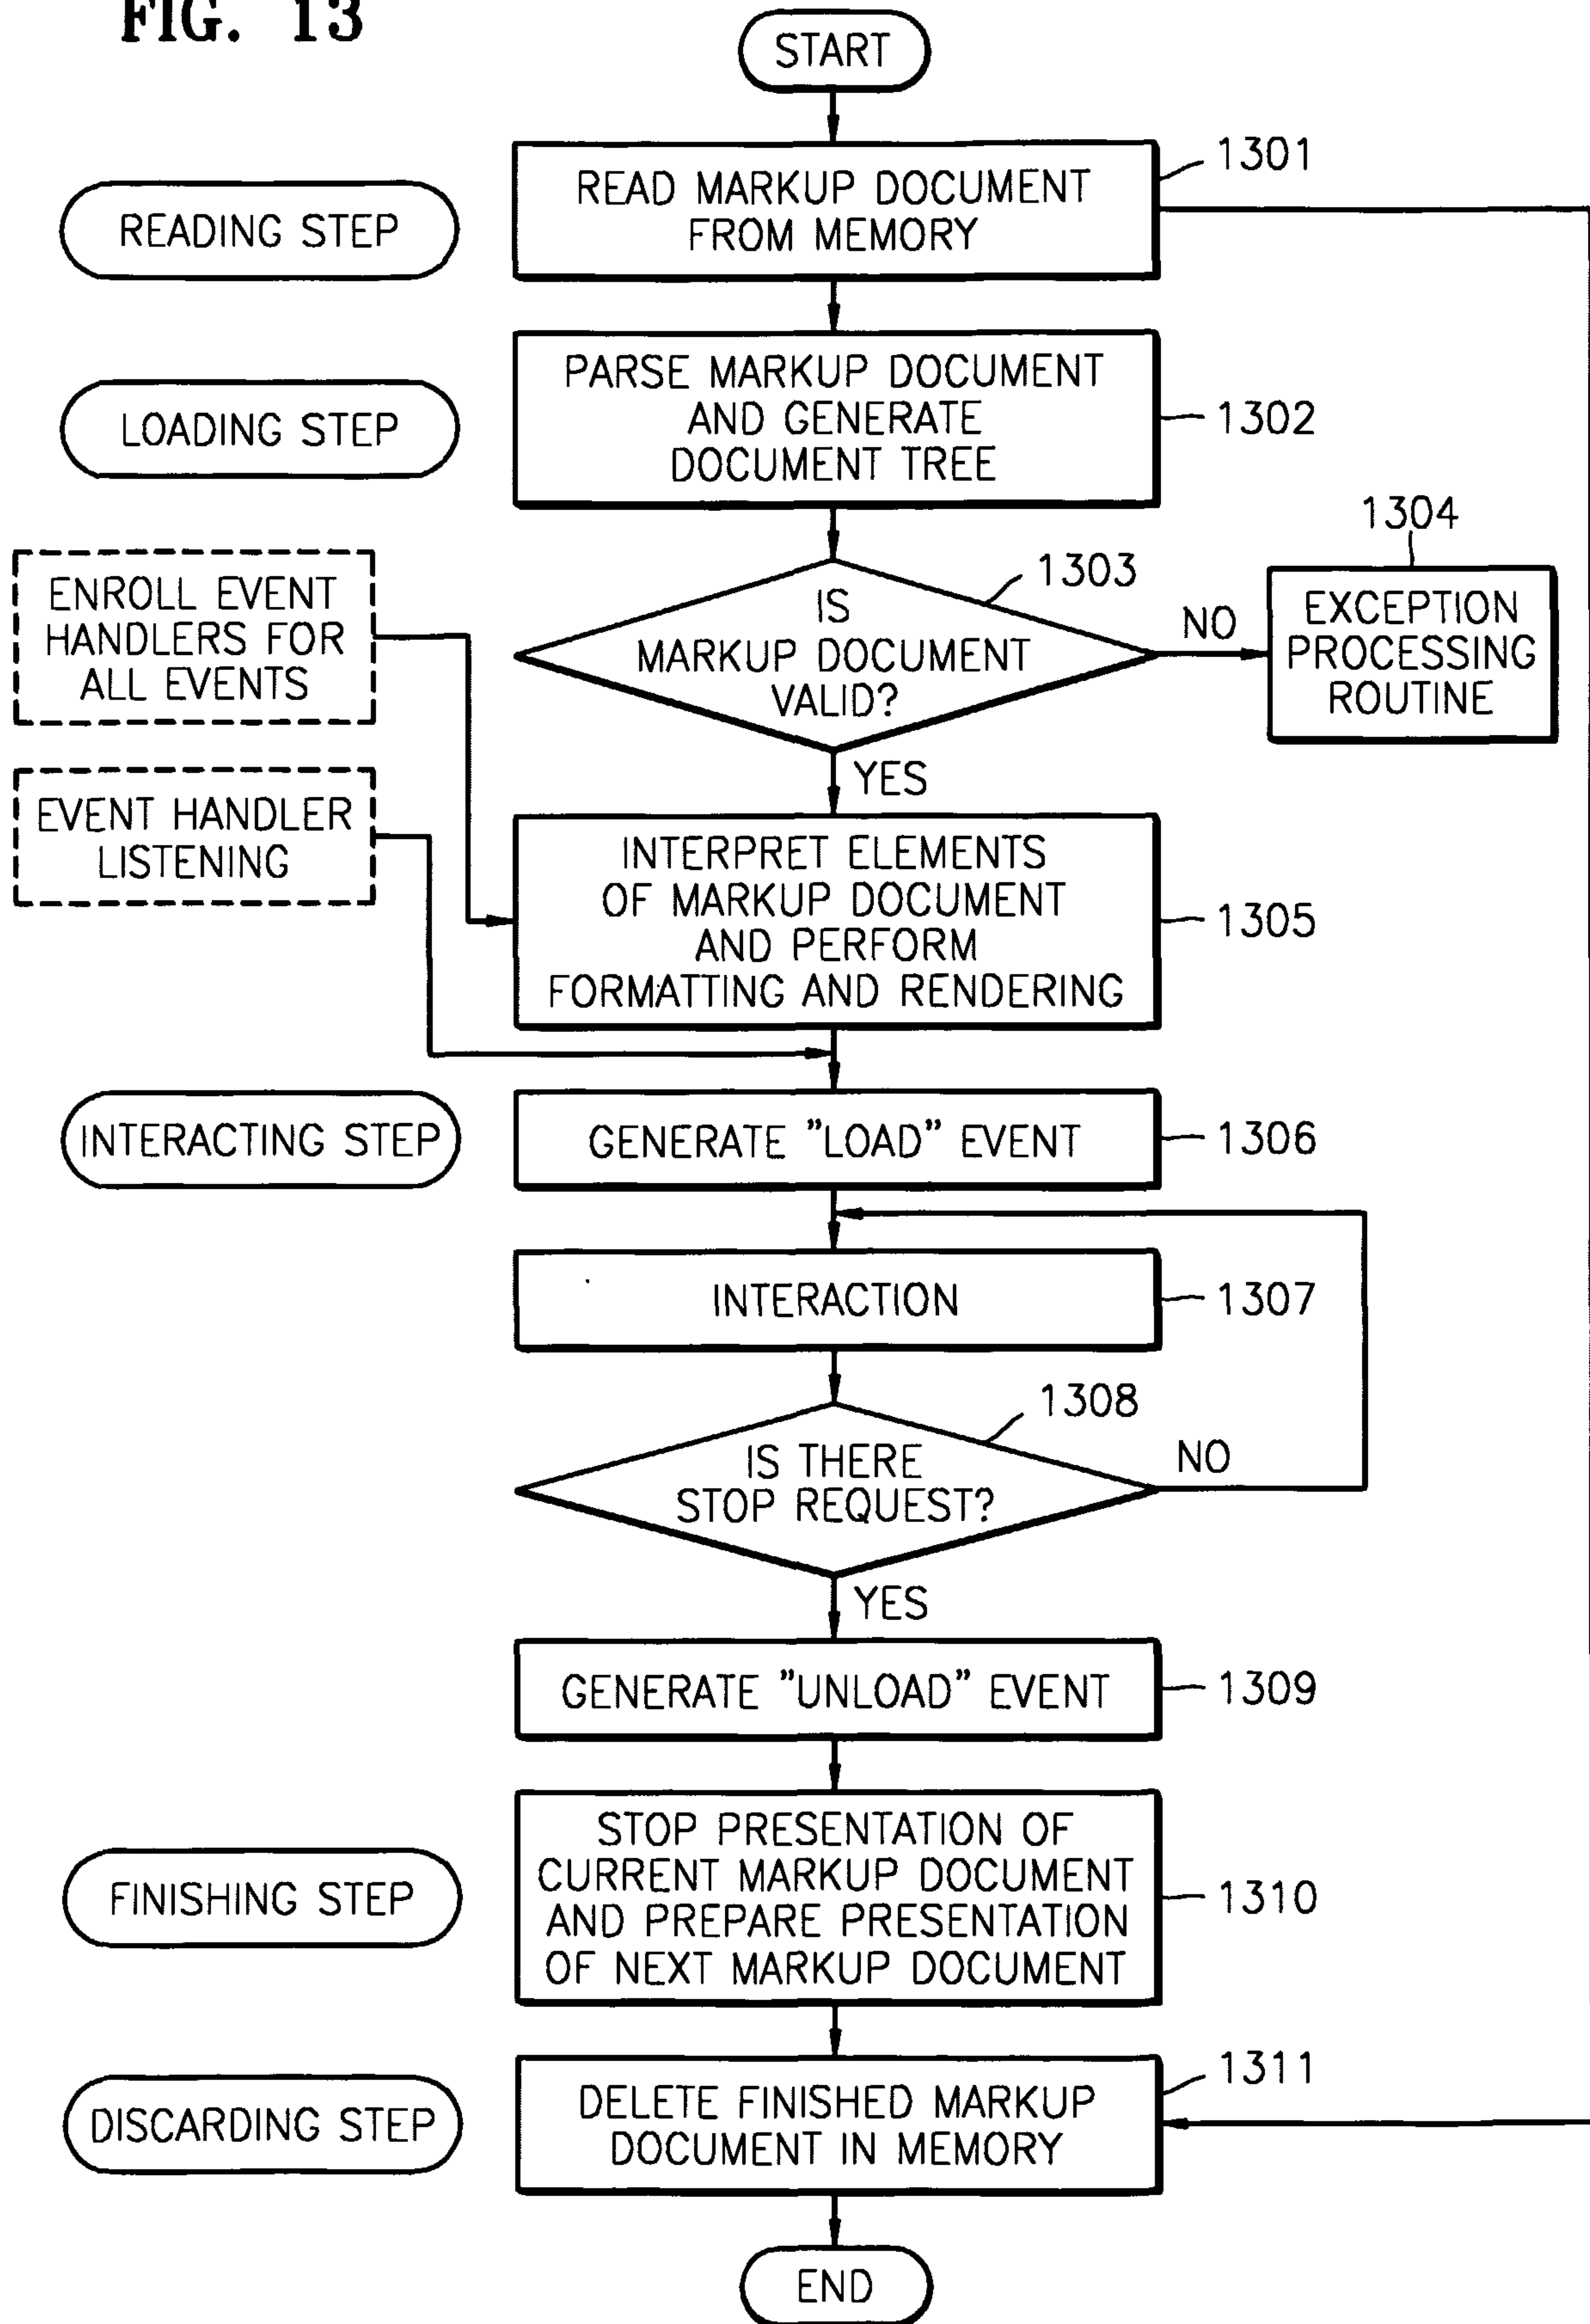 FIG. 13
START
1301
READ MARKUP DOCUMENT
FROM MEMORY
READING STEP
PARSE MARKUP DOCUMENT
AND GENERATE
DOCUMENT TREE
1302
LOADING STEP
1304
EXCEPTION
PROCESSING
ROUTINE
1303
IS
MARKUP DOCUMENT
VALID?
NO
YES
ENROLL EVENT
HANDLERS FOR
ALL EVENTS
EVENT HANDLER
LISTENING
INTERPRET ELEMENTS
OF MARKUP DOCUMENT
AND PERFORM
FORMATTING AND RENDERING
1305
INTERACTING STEP
GENERATE "LOAD" EVENT
1306
INTERACTION
1307
1308
IS THERE
STOP REQUEST?
NO
YES
GENERATE "UNLOAD" EVENT
1309
STOP PRESENTATION OF
CURRENT MARKUP DOCUMENT
AND PREPARE PRESENTATION
OF NEXT MARKUP DOCUMENT
1310
FINISHING STEP
1311
DELETE FINISHED MARKUP
DOCUMENT IN MEMORY
DISCARDING STEP
END